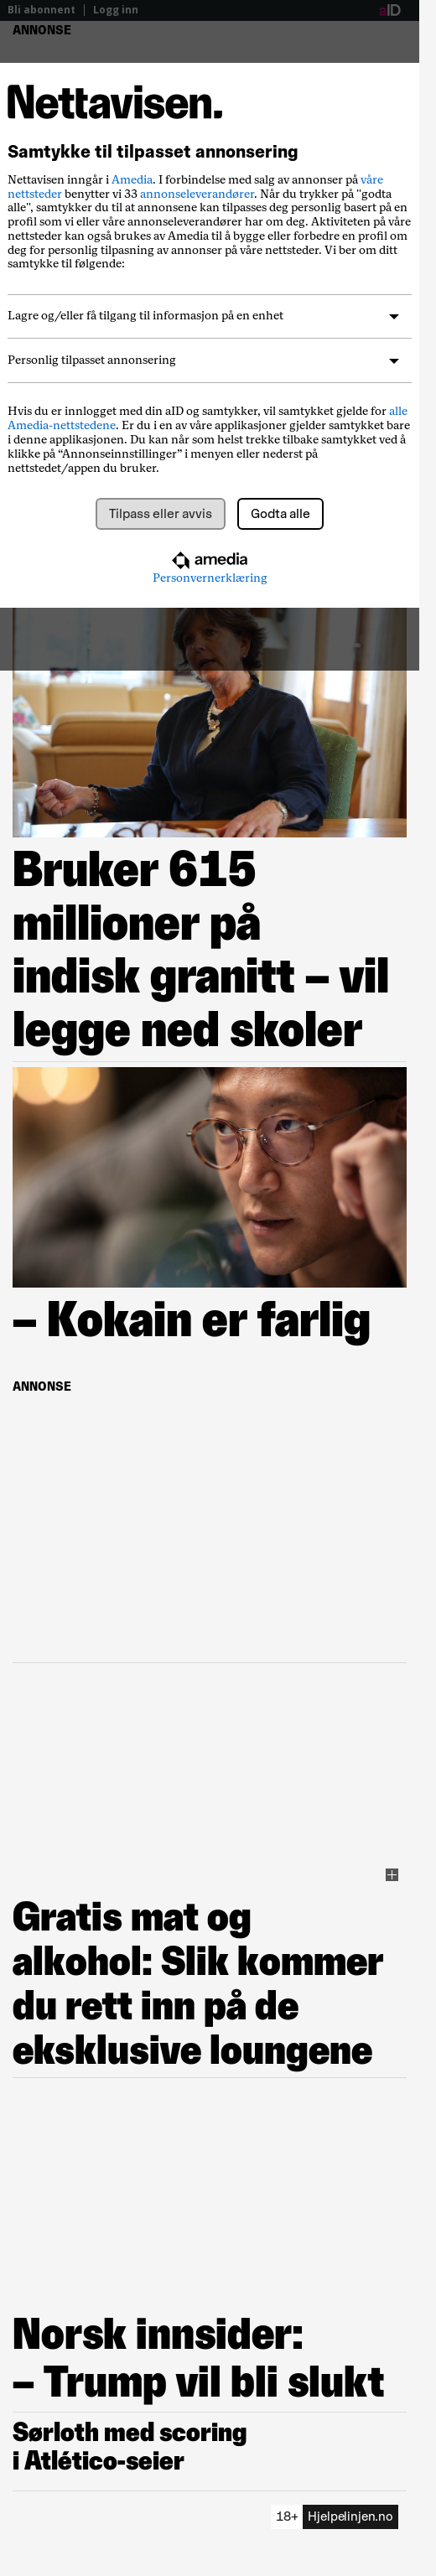 Bli abonnent | Logg inn
aID
ANNONSE
Nettavisen.
Samtykke til tilpasset annonsering
Nettavisen inngår i Amedia. I forbindelse med salg av annonser på våre
nettsteder benytter vi 33 annonseleverandører. Når du trykker på "godta
alle", samtykker du til at annonsene kan tilpasses deg personlig basert på en
profil som vi eller våre annonseleverandører har om deg. Aktiviteten på våre
nettsteder kan også brukes av Amedia til å bygge eller forbedre en profil om
deg for personlig tilpasning av annonser på våre nettsteder. Vi ber om ditt
samtykke til følgende:
Lagre og/eller få tilgang til informasjon på en enhet
Personlig tilpasset annonsering
Hvis du er innlogget med din aID og samtykker, vil samtykket gjelde for alle
Amedia-nettstedene. Er du i en av våre applikasjoner gjelder samtykket bare
i denne applikasjonen. Du kan når som helst trekke tilbake samtykket ved å
klikke på “Annonseinnstillinger” i menyen eller nederst på
nettstedet/appen du bruker.
Tilpass eller avvis
Godta alle
amedia
Personvernerklæring
Bruker 615
millioner på
indisk granitt – vil
legge ned skoler
– Kokain er farlig
ANNONSE
Gratis mat og
alkohol: Slik kommer
du rett inn på de
eksklusive loungene
Norsk innsider:
– Trump vil bli slukt
Sørloth med scoring
i Atlético-seier
18+ Hjelpelinjen.no